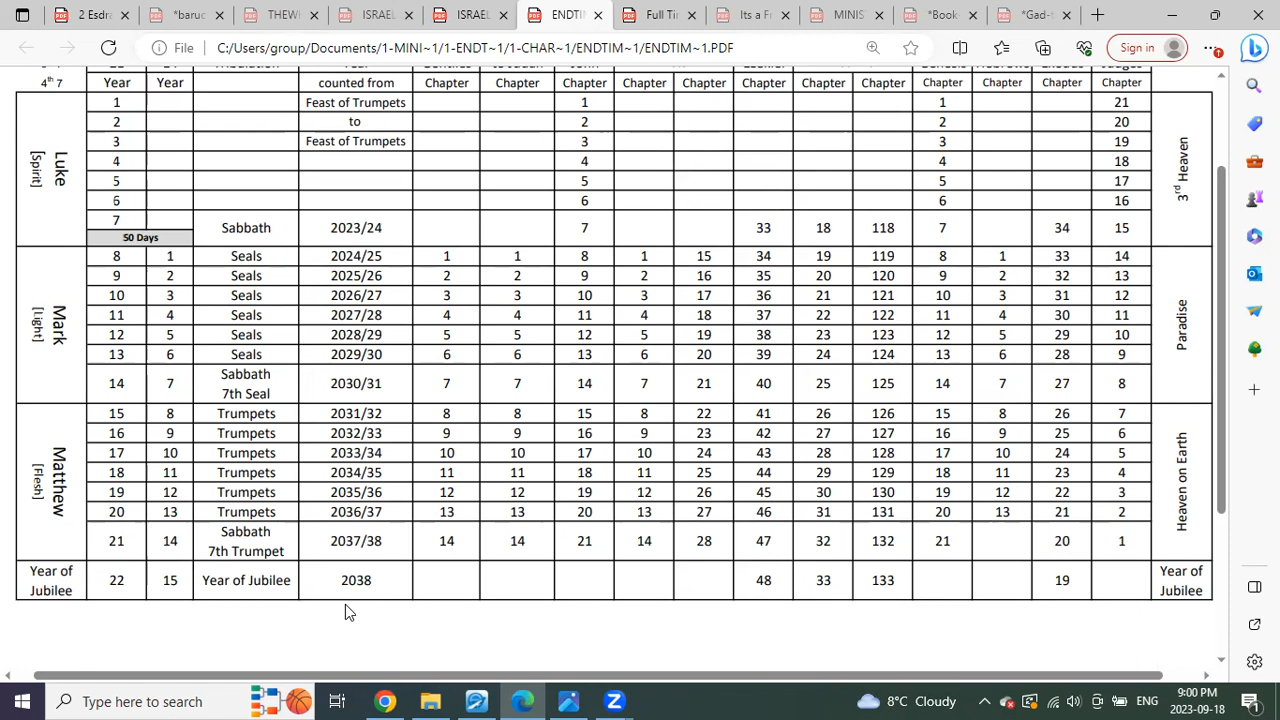 2 Esdra
*baruc
THEWH
ISRAEL
ISRAEL
ENDTIM
Full Tir
Its a F
MINIS
*Book
*Gad-t
File C:/Users/group/Documents/1-MINI~1/1-ENDT~1/1-CHAR~1/ENDTIM~1/ENDTIM~1.PDF Sign in
4th 7 Year Year counted from Chapter Chapter Chapter Chapter Chapter Chapter Chapter Chapter Chapter Chapter Chapter Chapter
Luke
[Spirit]
3rd Heaven
1 Feast of Trumpets 1 1 21
2 to 2 2 20
3 Feast of Trumpets 3 3 19
4 4 4 18
5 5 5 17
6 6 6 16
7 Sabbath 2023/24 7 33 18 118 7 34 15
50 Days
Mark
[Light]
Paradise
8 1 Seals 2024/25 1 1 8 1 15 34 19 119 8 1 33 14
9 2 Seals 2025/26 2 2 9 2 16 35 20 120 9 2 32 13
10 3 Seals 2026/27 3 3 10 3 17 36 21 121 10 3 31 12
11 4 Seals 2027/28 4 4 11 4 18 37 22 122 11 4 30 11
12 5 Seals 2028/29 5 5 12 5 19 38 23 123 12 5 29 10
13 6 Seals 2029/30 6 6 13 6 20 39 24 124 13 6 28 9
14 7 Sabbath 2030/31 7 7 14 7 21 40 25 125 14 7 27 8
7th Seal
Matthew
[Flesh]
Heaven on Earth
15 8 Trumpets 2031/32 8 8 15 8 22 41 26 126 15 8 26 7
16 9 Trumpets 2032/33 9 9 16 9 23 42 27 127 16 9 25 6
17 10 Trumpets 2033/34 10 10 17 10 24 43 28 128 17 10 24 5
18 11 Trumpets 2034/35 11 11 18 11 25 44 29 129 18 11 23 4
19 12 Trumpets 2035/36 12 12 19 12 26 45 30 130 19 12 22 3
20 13 Trumpets 2036/37 13 13 20 13 27 46 31 131 20 13 21 2
21 14 Sabbath 2037/38 14 14 21 14 28 47 32 132 21 20 1
7th Trumpet
Year of Jubilee 22 15 Year of Jubilee 2038 48 33 133 19 Year of Jubilee
Type here to search
8°C Cloudy
ENG
9:00 PM
2023-09-18
1